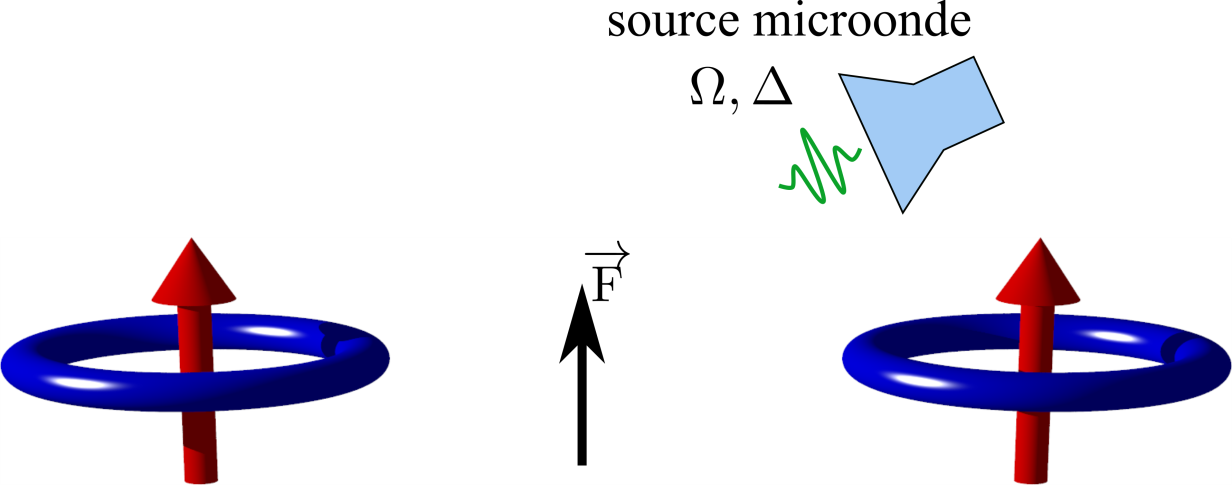 source microonde
Ω, Δ
F